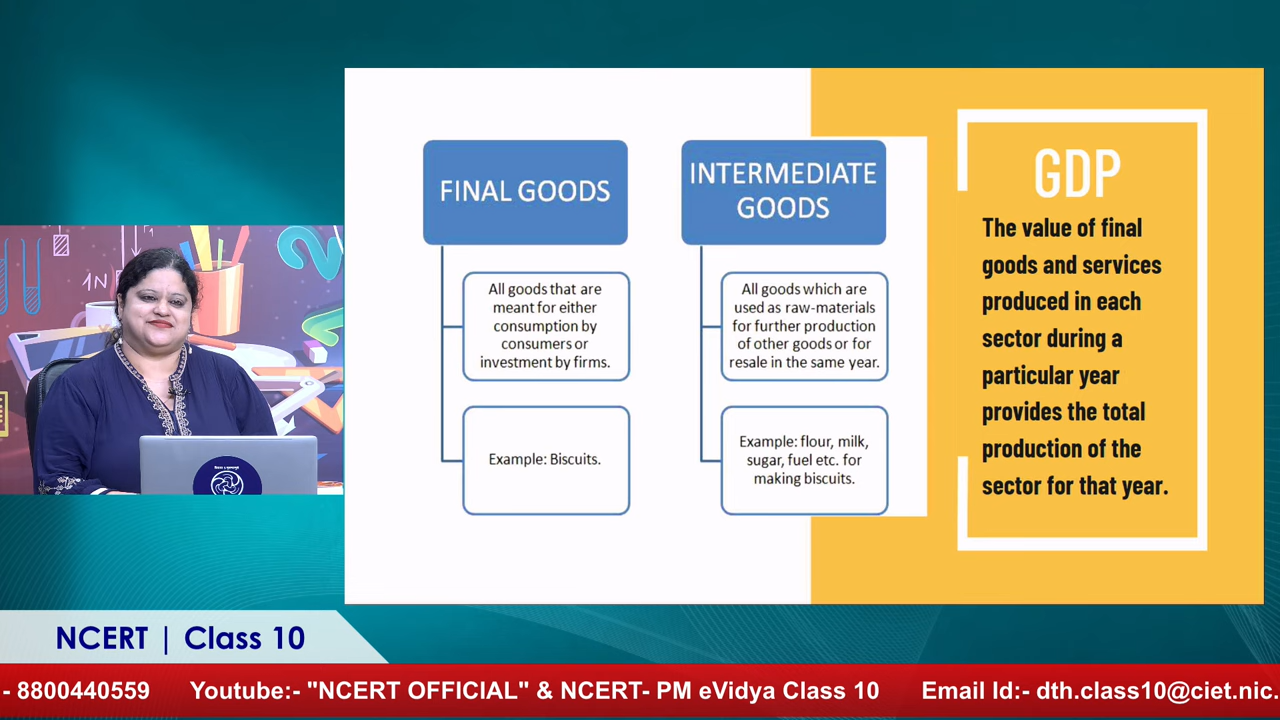 FINAL GOODS
All goods that are
meant for either
consumption by
consumers or
investment by firms.
Example: Biscuits.
INTERMEDIATE
GOODS
All goods which are
used as raw-materials
for further production
of other goods or for
resale in the same year.
Example: flour, milk,
sugar, fuel etc. for
making biscuits.
GDP
The value of final
goods and services
produced in each
sector during a
particular year
provides the total
production of the
sector for that year.
1N
NCERT | Class 10
- 8800440559 Youtube:- "NCERT OFFICIAL" & NCERT- PM eVidya Class 10 Email Id:- dth.class10@ciet.nic.